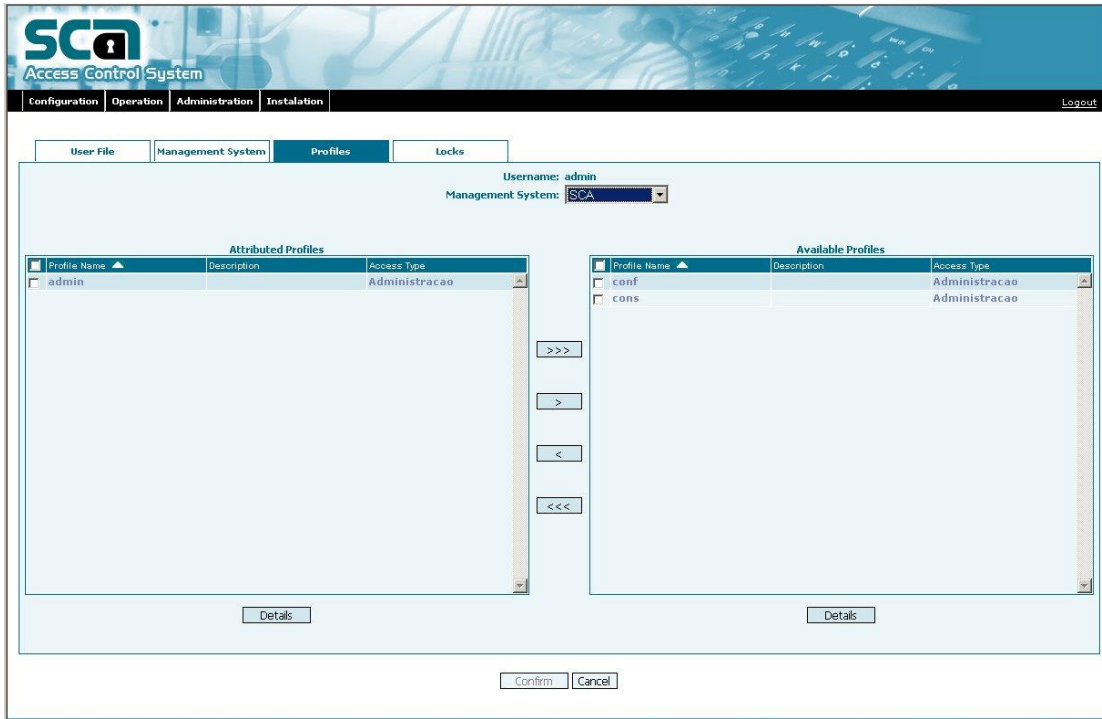 sca
Access Control System
Configuration Operation Administration Instalation Logout
User File Management System Profiles Locks
Username: admin
Management System: SCA
Attributed Profiles
Profile Name Description Access Type
admin Administracao
Available Profiles
Profile Name Description Access Type
conf Administracao
cons Administracao
>>>
>
<
<<<
Details
Details
Confirm Cancel